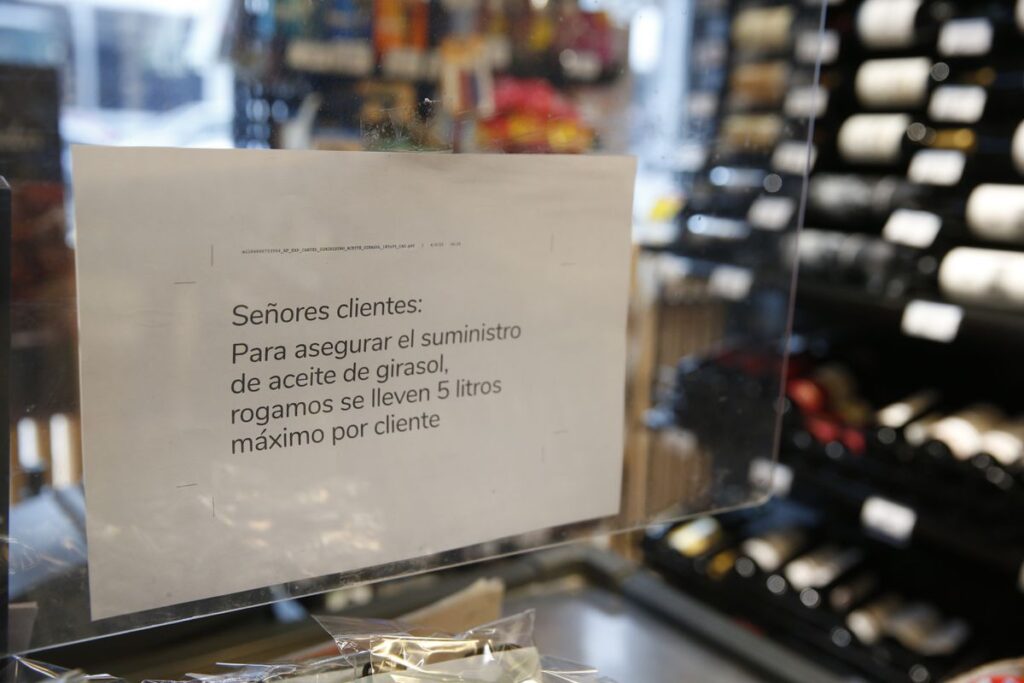 Señores clientes:
Para asegurar el suministro
de aceite de girasol,
rogamos se lleven 5 litros
máximo por cliente